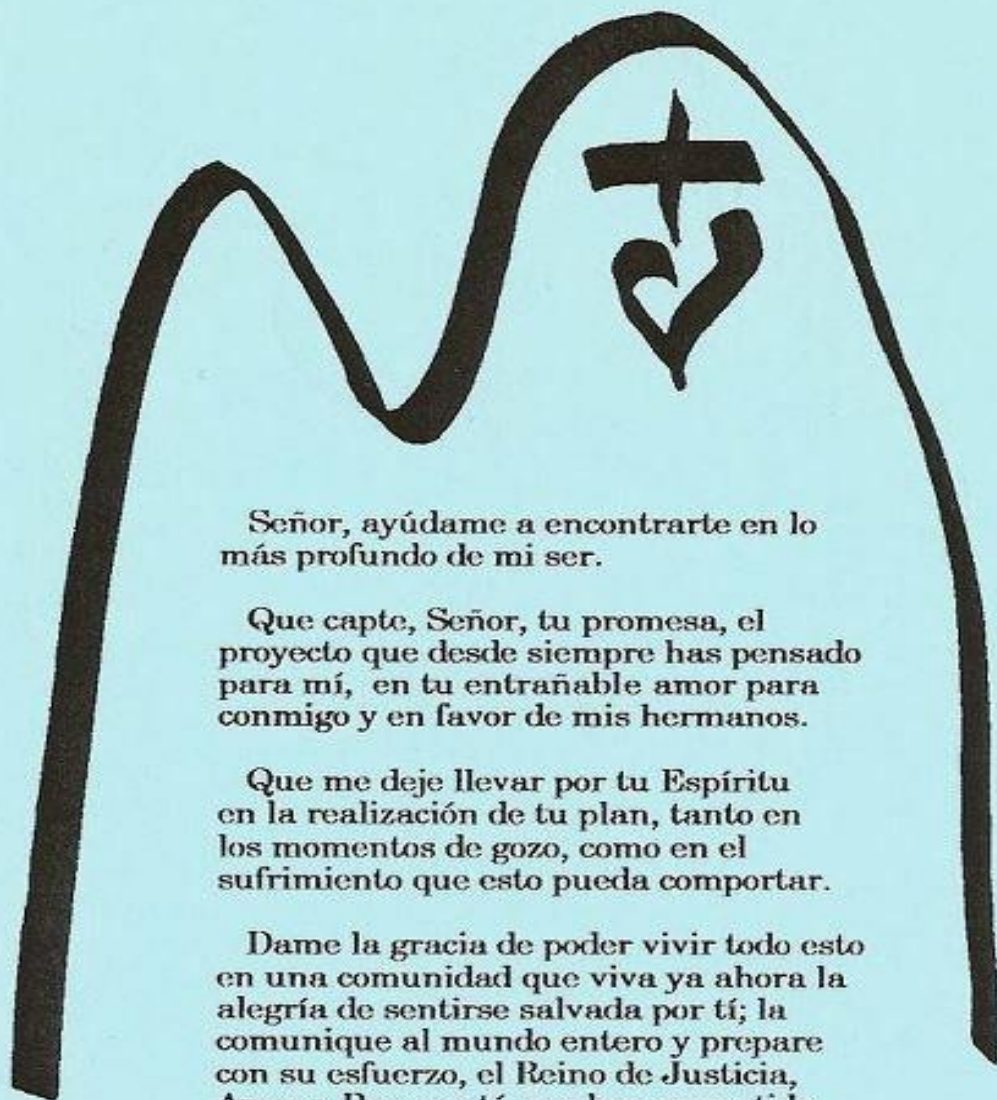 Señor, ayúdame a encontrarte en lo
más profundo de mi ser.
Que capte, Señor, tu promesa, el
proyecto que desde siempre has pensado
para mí, en tu entrañable amor para
conmigo y en favor de mis hermanos.
Que me deje llevar por tu Espíritu
en la realización de tu plan, tanto en
los momentos de gozo, como en el
sufrimiento que esto pueda comportar.
Dame la gracia de poder vivir todo esto
en una comunidad que viva ya ahora la
alegría de sentirse salvada por tí; la
comunique al mundo entero y prepare
con su esfuerzo, el Reino de Justicia,